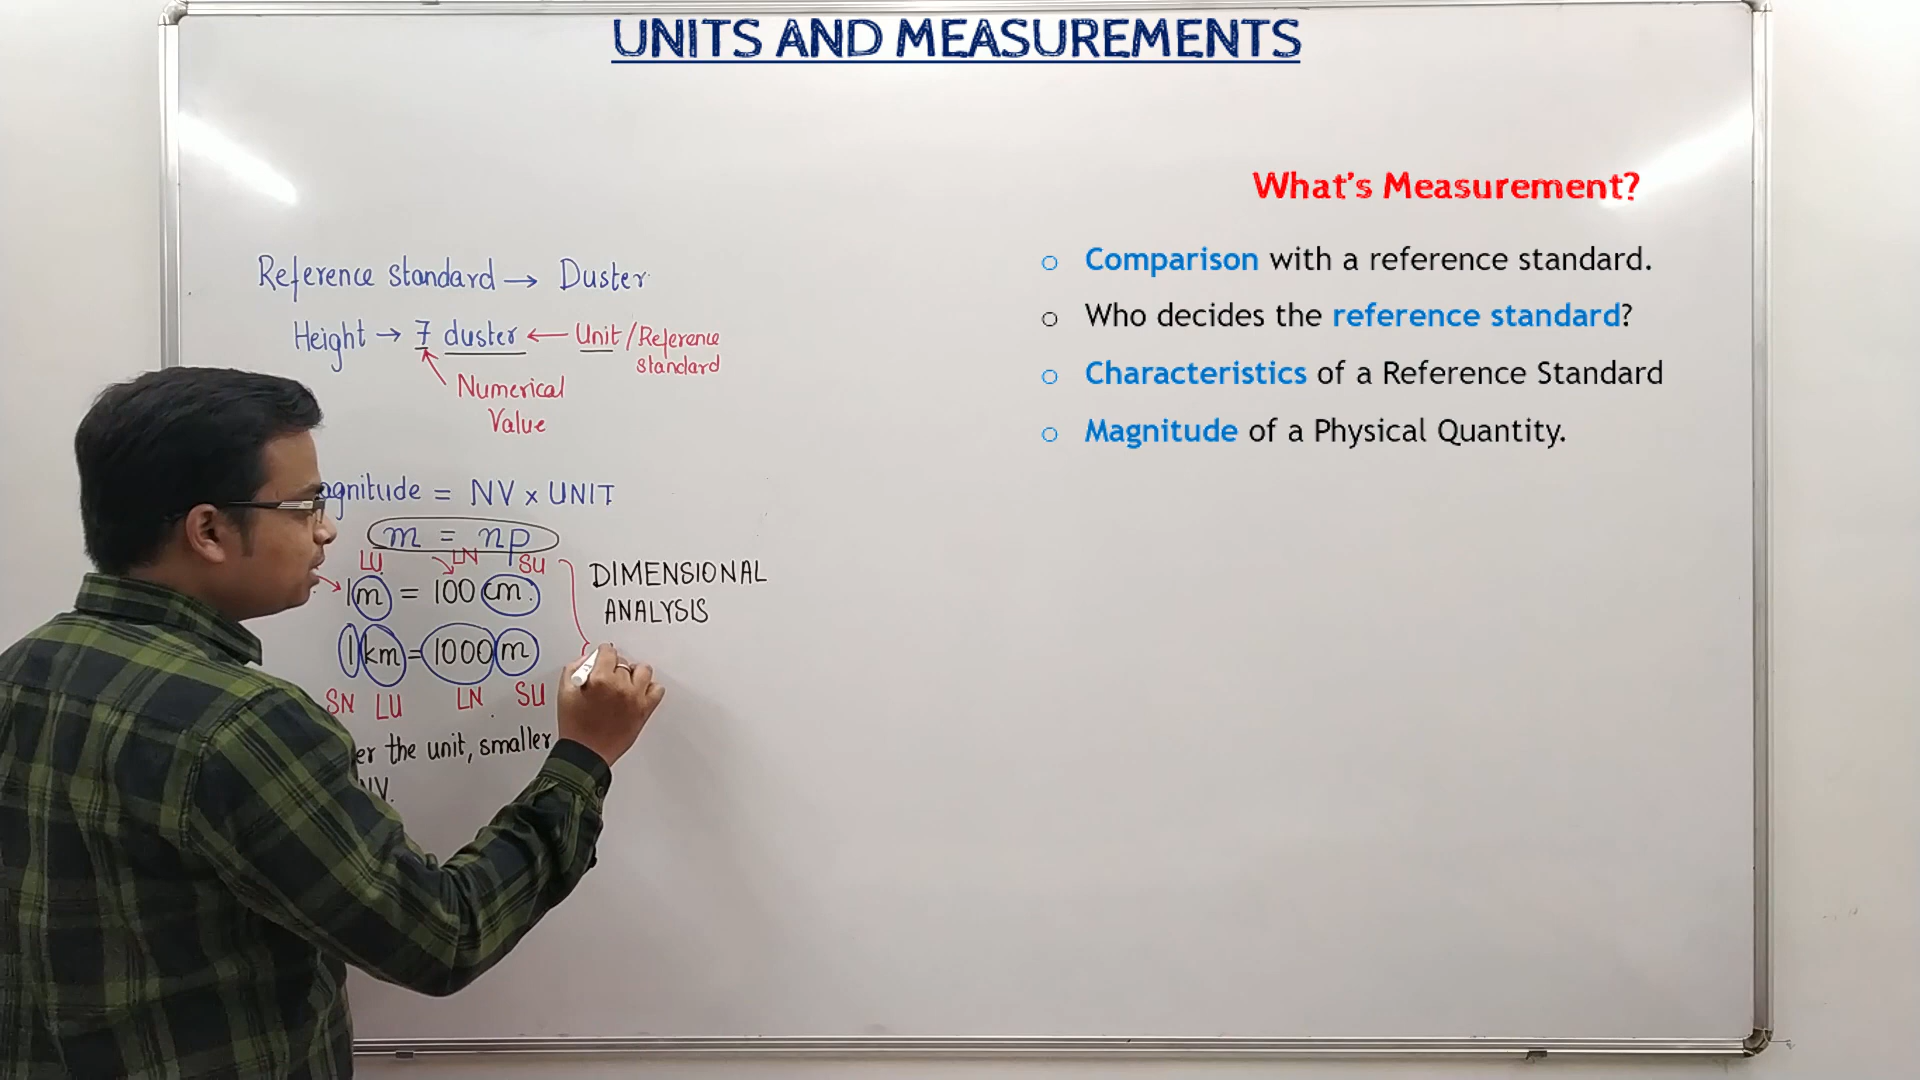 UNITS AND MEASUREMENTS
Reference standard → Duster
Height → 7 duster ← Unit / Reference
standard
Numerical
Value
agnitude = NV x UNIT
m = np
LU LN SU
1m = 100 cm
DIMENSIONAL
ANALYSIS
1 km = 1000 m
SN LU LN SU
er the unit, smaller
NV.
What's Measurement?
○ Comparison with a reference standard.
○ Who decides the reference standard?
○ Characteristics of a Reference Standard
○ Magnitude of a Physical Quantity.